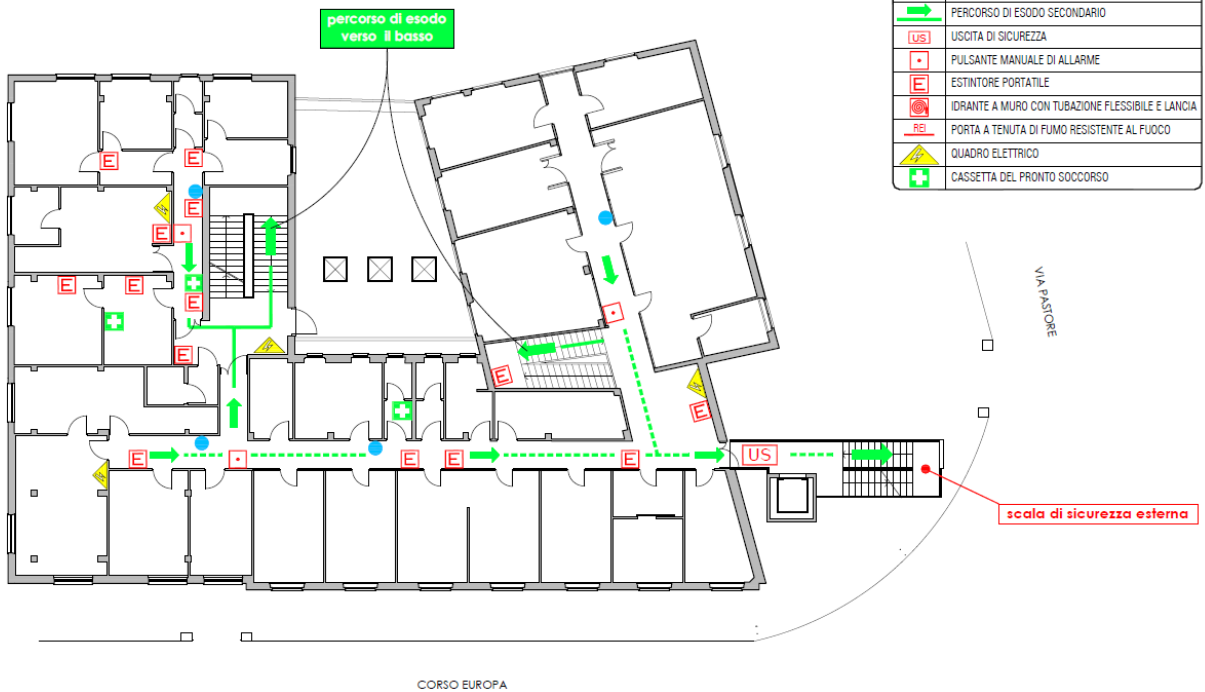 percorso di esodo
verso il basso
PERCORSO DI ESODO SECONDARIO
US USCITA DI SICUREZZA
PULSANTE MANUALE DI ALLARME
E ESTINTORE PORTATILE
IDRANTE A MURO CON TUBAZIONE FLESSIBILE E LANCIA
REI PORTA A TENUTA DI FUMO RESISTENTE AL FUOCO
QUADRO ELETTRICO
CASSETTA DEL PRONTO SOCCORSO
E
E
E
E
E
E
E
E
VIA PASTORE
E
E
E
E
E
E
US
scala di sicurezza esterna
CORSO EUROPA